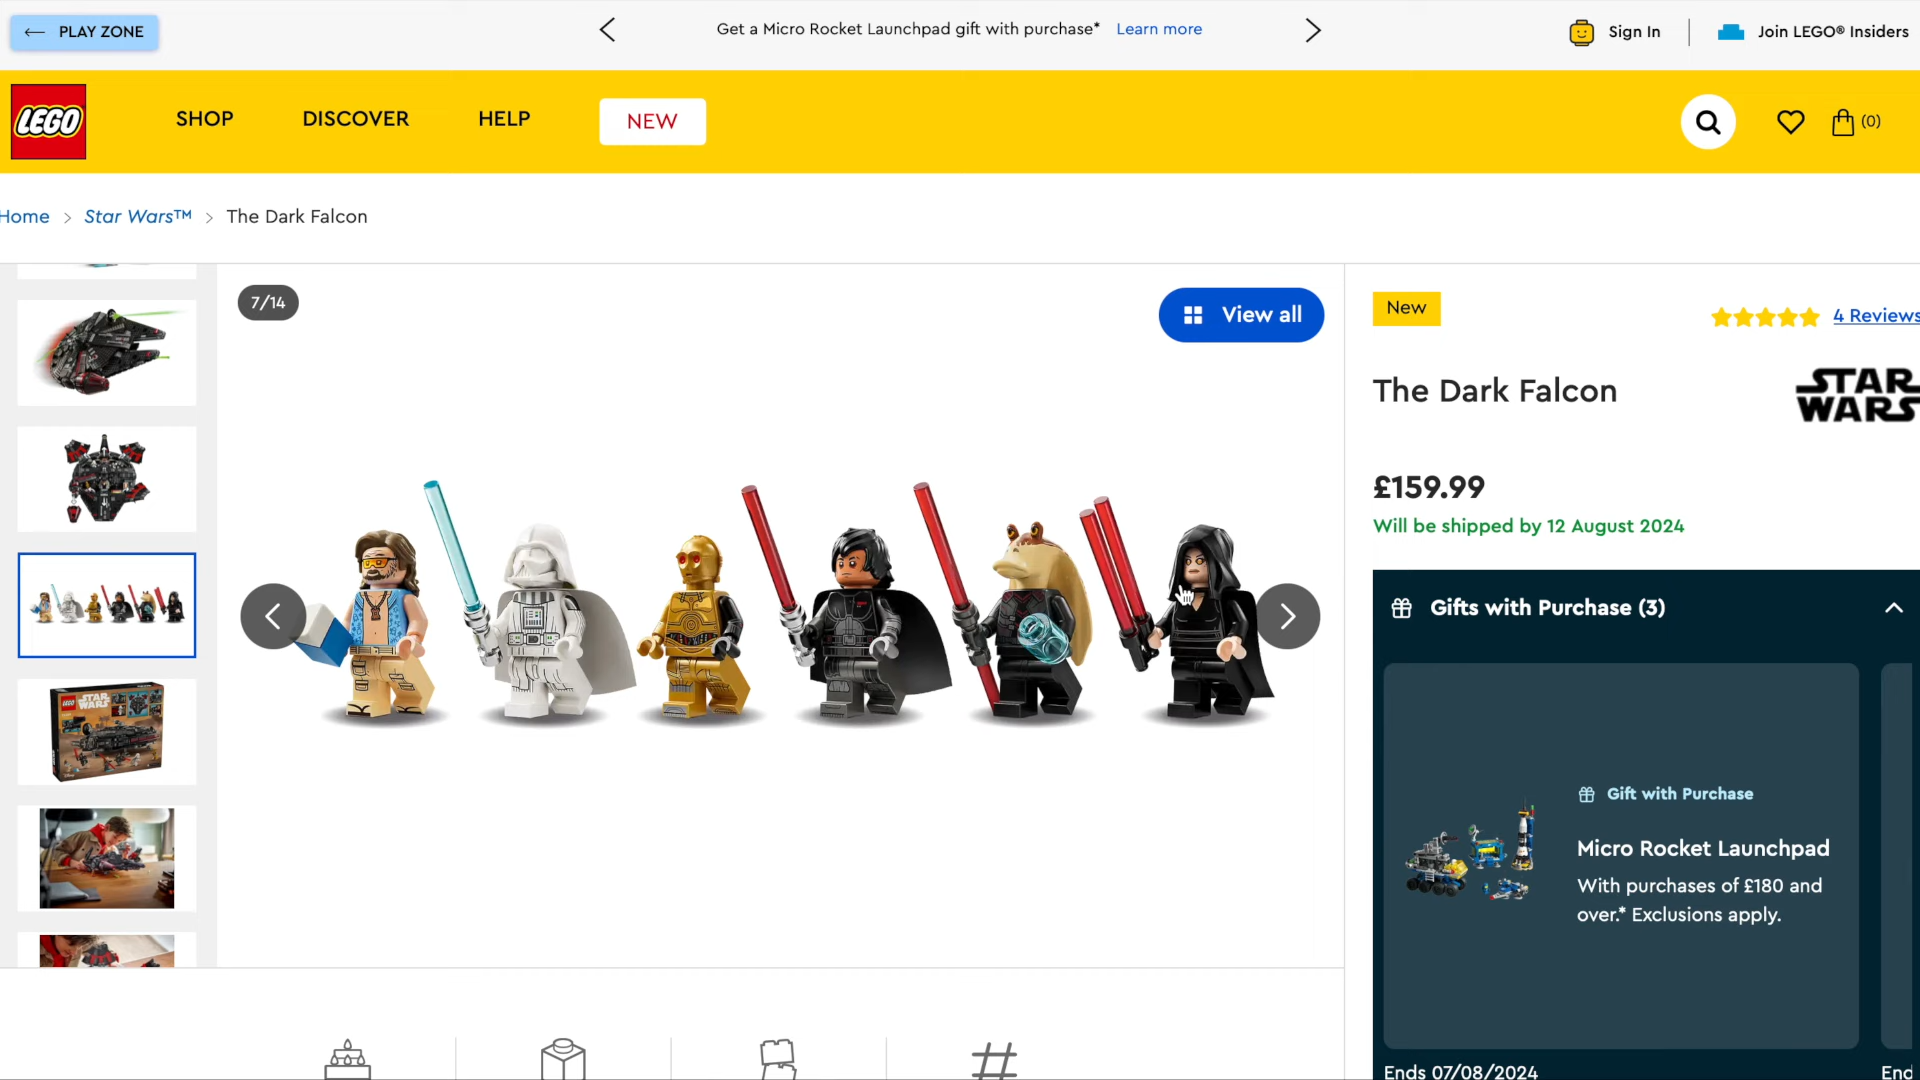 PLAY ZONE
Get a Micro Rocket Launchpad gift with purchase* Learn more
Sign In
Join LEGO® Insiders
LEGO
SHOP
DISCOVER
HELP
NEW
(0)
Home > Star Wars™ > The Dark Falcon
7/14
View all
New
4 Reviews
The Dark Falcon
STAR
WARS
£159.99
Will be shipped by 12 August 2024
Gifts with Purchase (3)
Gift with Purchase
Micro Rocket Launchpad
With purchases of £180 and
over.* Exclusions apply.
Ends 07/08/2024
End
LEGO
STAR
WARS